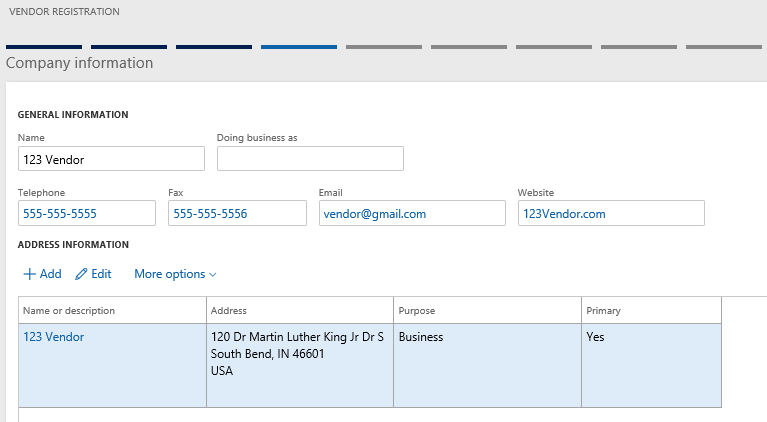 VENDOR REGISTRATION
Company information
GENERAL INFORMATION
Name Doing business as
123 Vendor
Telephone Fax Email Website
555-555-5555 555-555-5556 vendor@gmail.com 123Vendor.com
ADDRESS INFORMATION
Add Edit More options
Name or description Address Purpose Primary
123 Vendor 120 Dr Martin Luther King Jr Dr S Business Yes
South Bend, IN 46601
USA